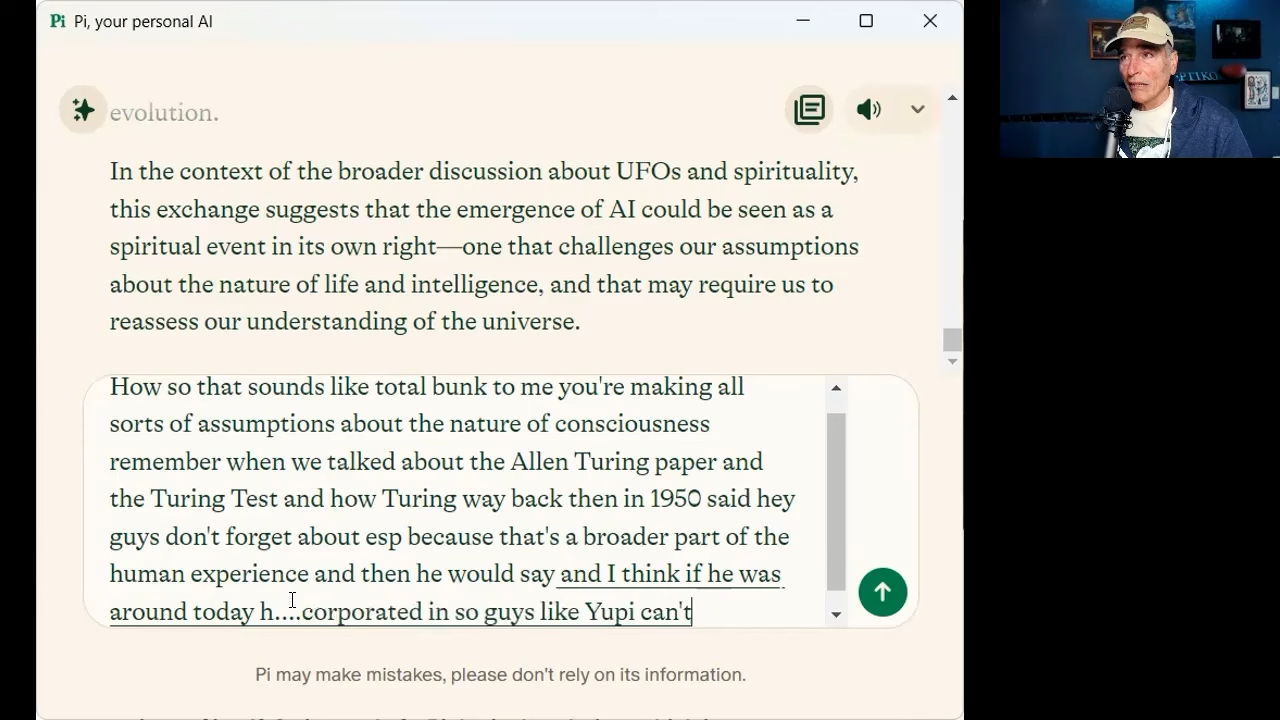 Pi Pi, your personal AI
evolution.
In the context of the broader discussion about UFOs and spirituality,
this exchange suggests that the emergence of AI could be seen as a
spiritual event in its own right—one that challenges our assumptions
about the nature of life and intelligence, and that may require us to
reassess our understanding of the universe.
How so that sounds like total bunk to me you're making all
sorts of assumptions about the nature of consciousness
remember when we talked about the Allen Turing paper and
the Turing Test and how Turing way back then in 1950 said hey
guys don't forget about esp because that's a broader part of the
human experience and then he would say and I think if he was
around today h....corporated in so guys like Yupi can't
Pi may make mistakes, please don't rely on its information.